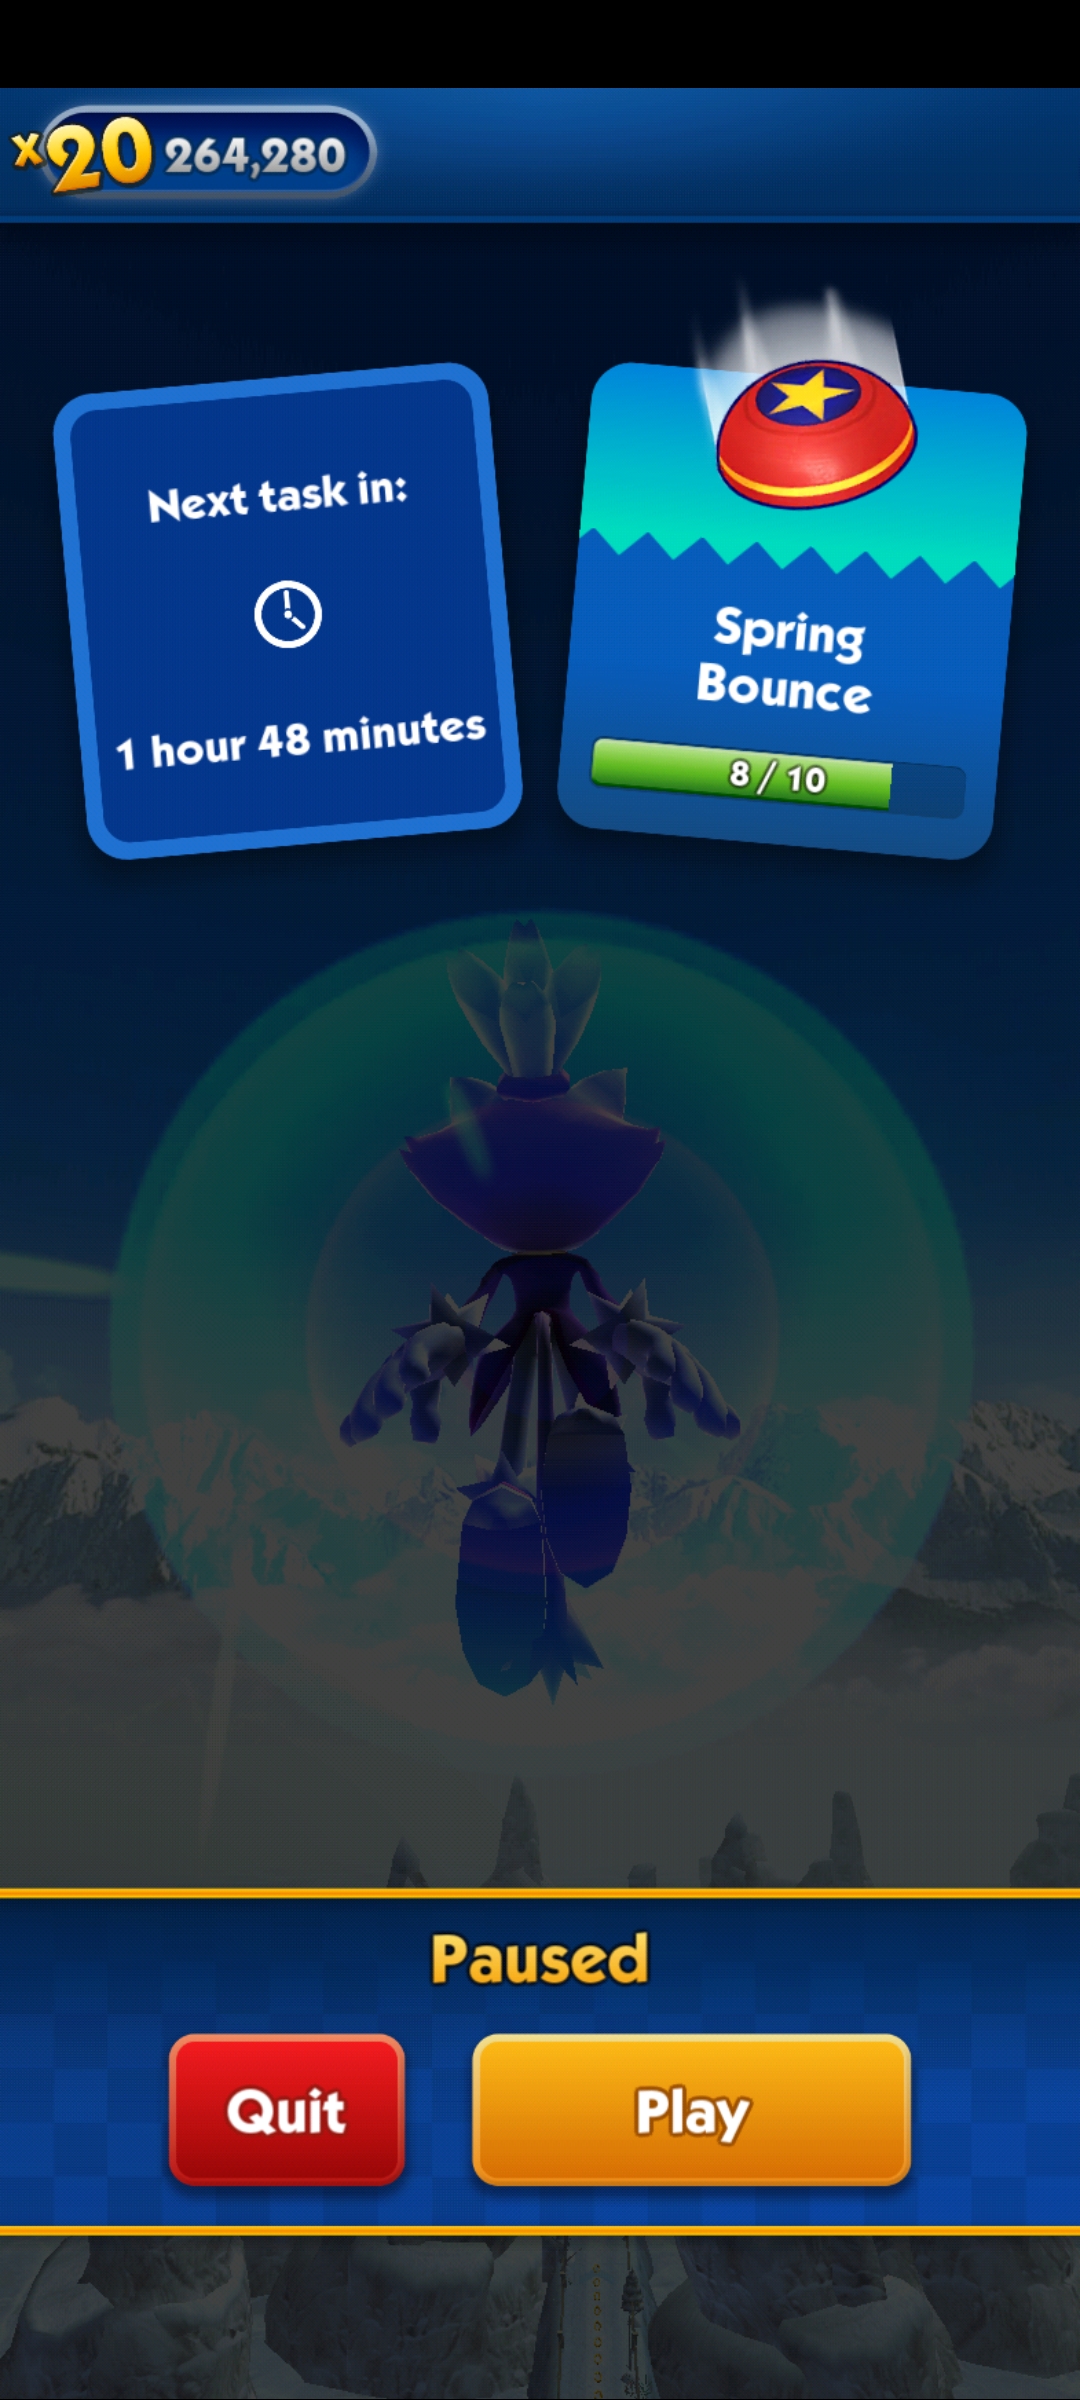 x20 264,280
Next task in:
1 hour 48 minutes
Spring
Bounce
8 / 10
Paused
Quit
Play